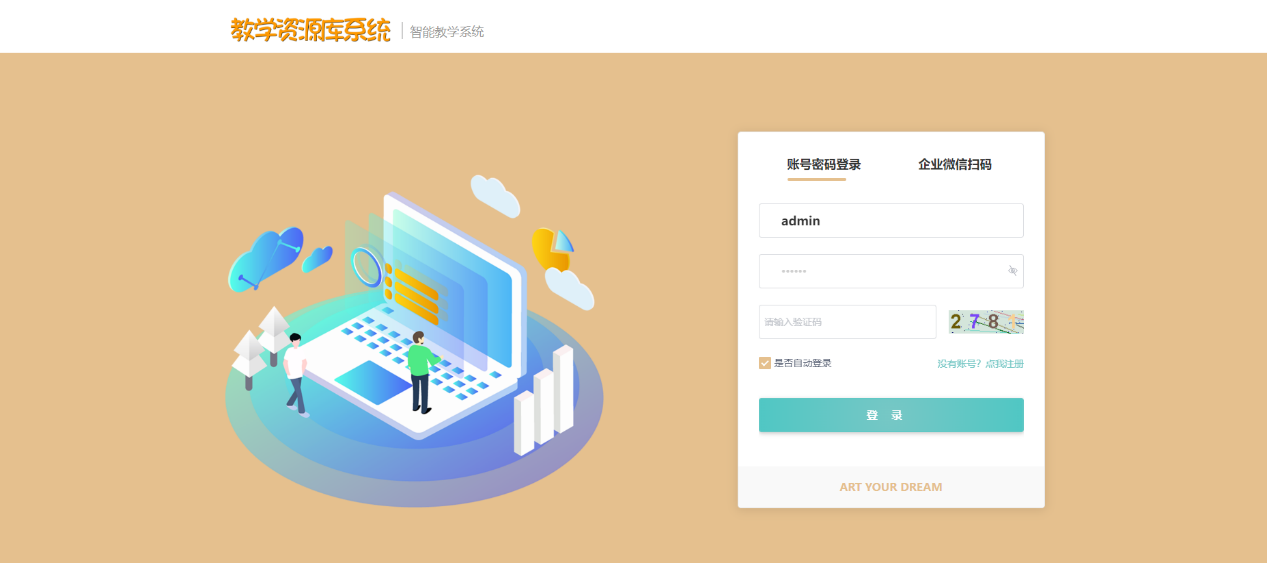 教学资源库系统
智能教学系统
账号密码登录 企业微信扫码
admin
请输入验证码
是否自动登录 没有账号？点我注册
登 录
ART YOUR DREAM